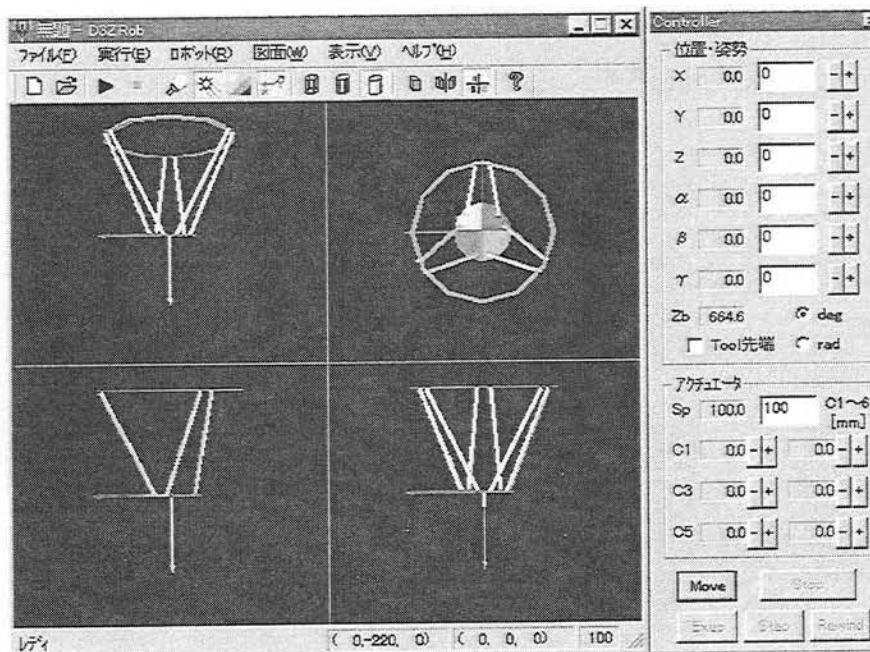 無題 - D3Z Rob
ファイル(F) 実行(E) ロボット(R) 図面(W) 表示(V) ヘルプ(H)
レディ ( 0,-220, 0) ( 0, 0, 0) 100
Controller
位置・姿勢
X 0.0 0 - +
Y 0.0 0 - +
Z 0.0 0 - +
α 0.0 0 - +
β 0.0 0 - +
γ 0.0 0 - +
Zb 664.6 deg
Tool先端 rad
アクチュエータ
Sp 100.0 100 C1～6
[mm]
C1 0.0 - + 0.0 - +
C3 0.0 - + 0.0 - +
C5 0.0 - + 0.0 - +
Move Stop
Exec Step Rewind